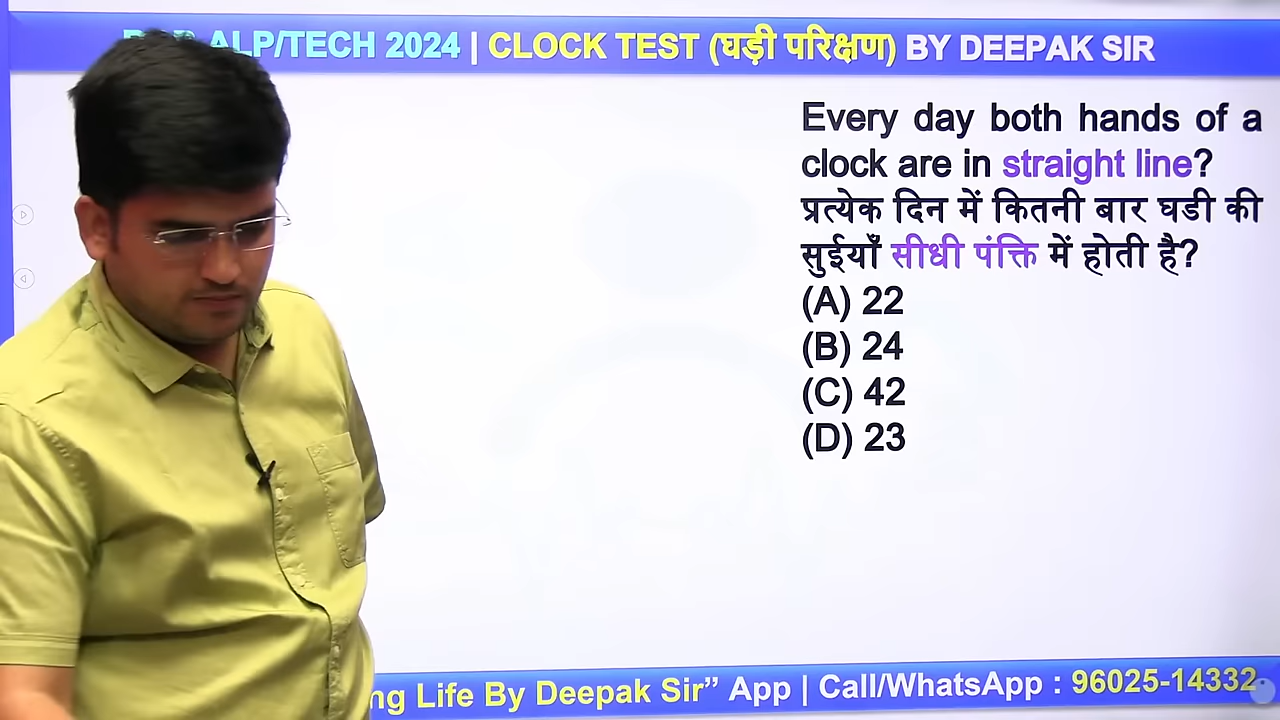 ALP/TECH 2024 | CLOCK TEST (घड़ी परिक्षण) BY DEEPAK SIR
Every day both hands of a
clock are in straight line?
प्रत्येक दिन में कितनी बार घडी की
सुईयाँ सीधी पंक्ति में होती है?
(A) 22
(B) 24
(C) 42
(D) 23
Life By Deepak Sir” App | Call/WhatsApp : 96025-14332